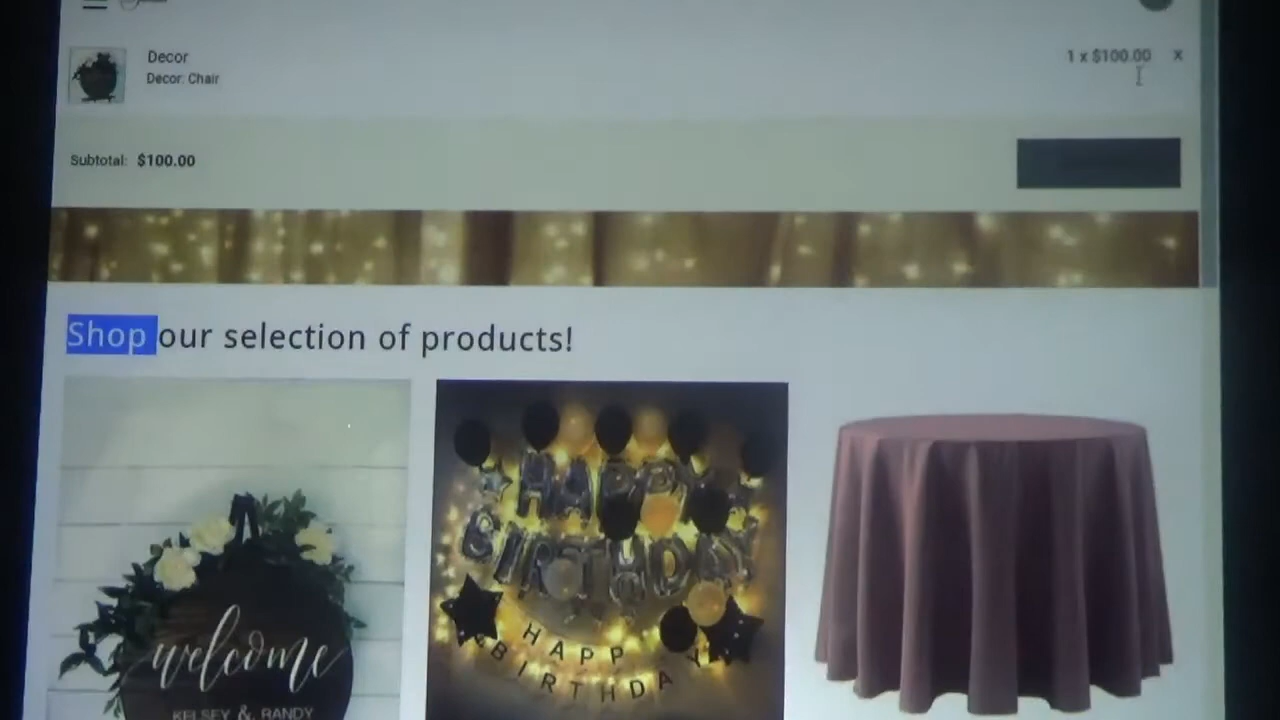 Decor
1 x $100.00 x
Decor: Chair
Subtotal: $100.00
Shop our selection of products!
HAPPY
BIRTHDAY
HAPP
BIRTHDAY
welcome
KELSEY & RANDY